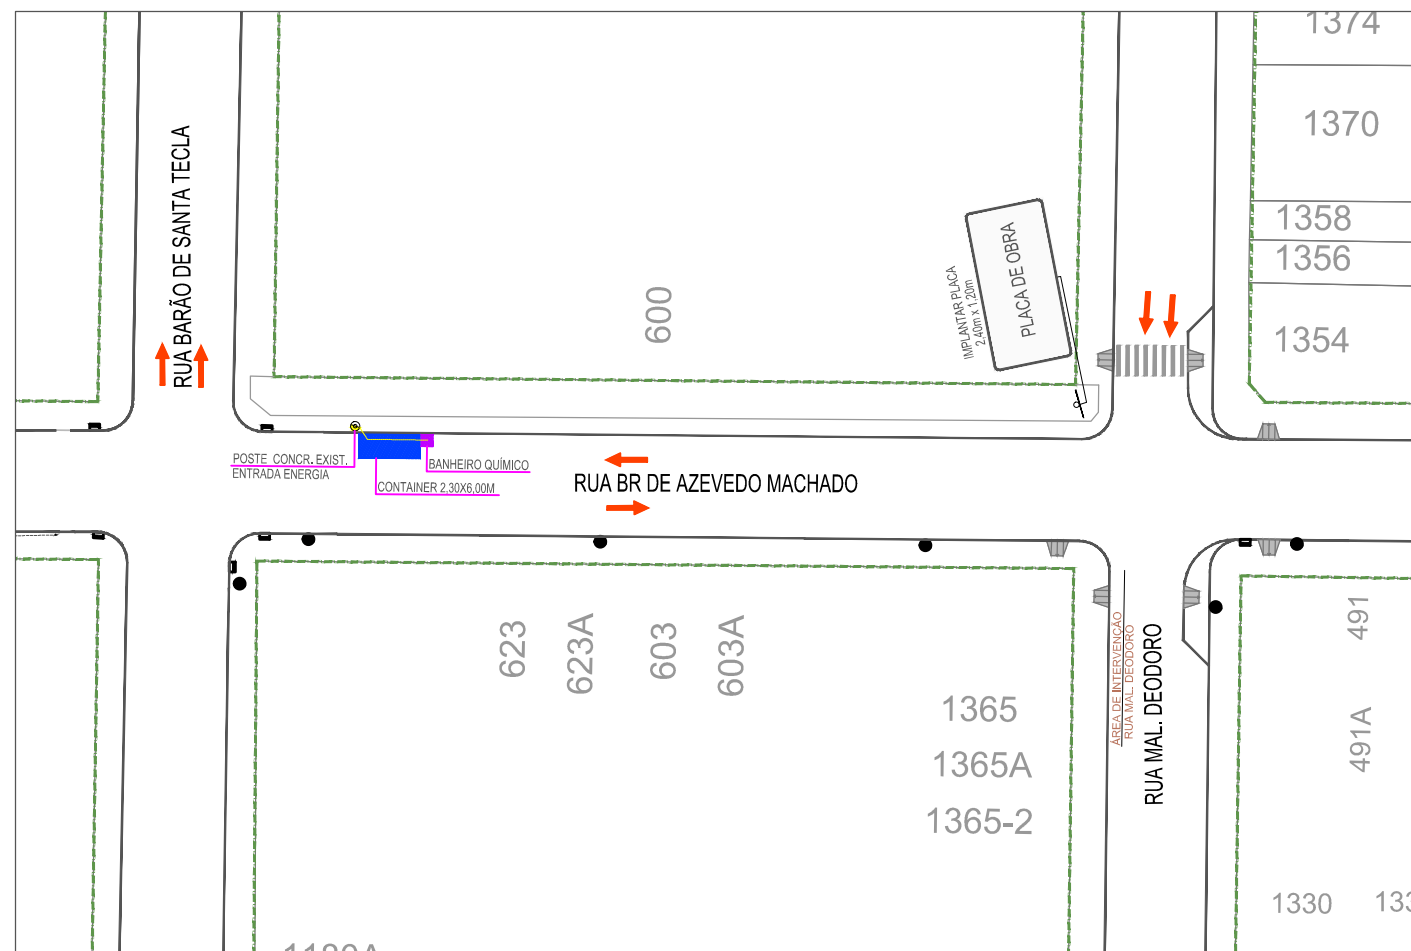 1374
1370
RUA BARÃO DE SANTA TECLA
1358
1356
PLACA DE OBRA
IMPLANTAR PLACA
2,40m x 1,20m
600
1354
POSTE CONCR. EXIST.
ENTRADA ENERGIA
BANHEIRO QUÍMICO
CONTAINER 2,30X6,00M
RUA BR DE AZEVEDO MACHADO
623
623A
603
603A
491
ÁREA DE INTERVENÇÃO
RUA MAL. DEODORO
RUA MAL. DEODORO
1365
1365A
1365-2
491A
1330